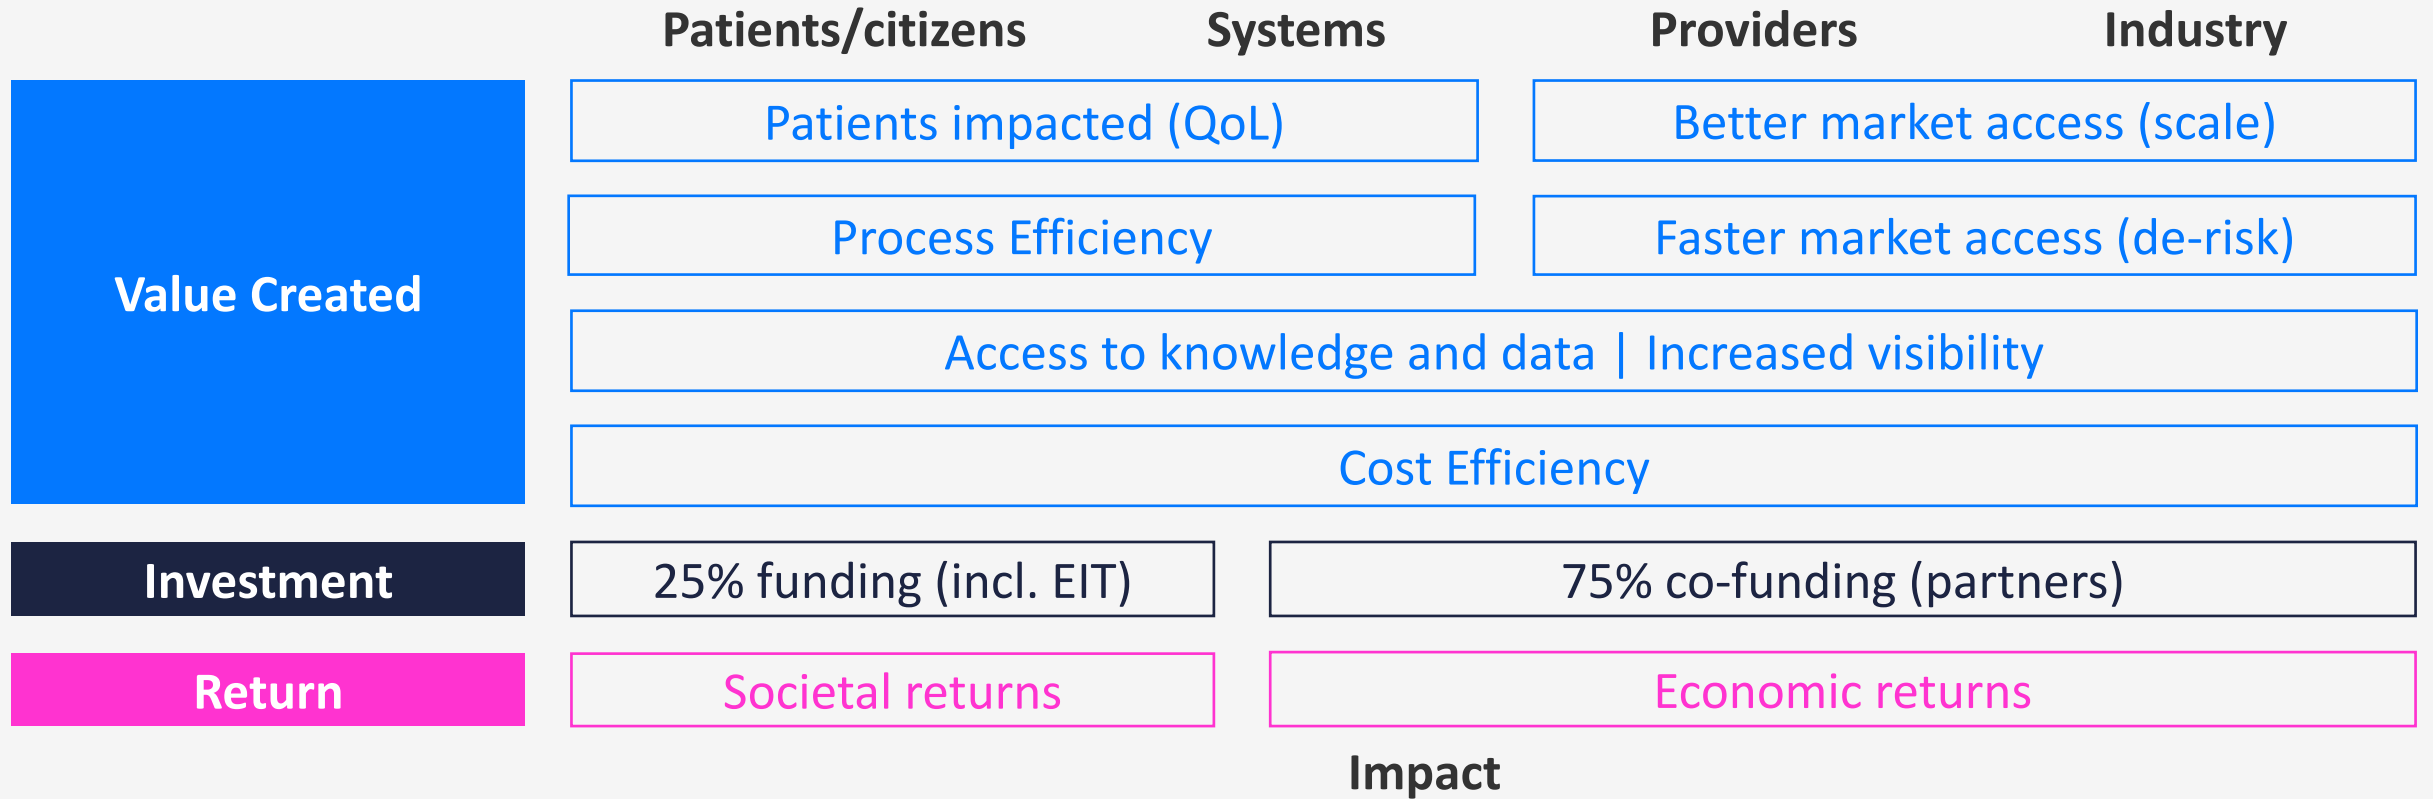 Patients/citizens Systems Providers Industry
Value Created
Patients impacted (QoL)
Better market access (scale)
Process Efficiency
Faster market access (de-risk)
Access to knowledge and data | Increased visibility
Cost Efficiency
Investment
25% funding (incl. EIT)
75% co-funding (partners)
Return
Societal returns
Economic returns
Impact